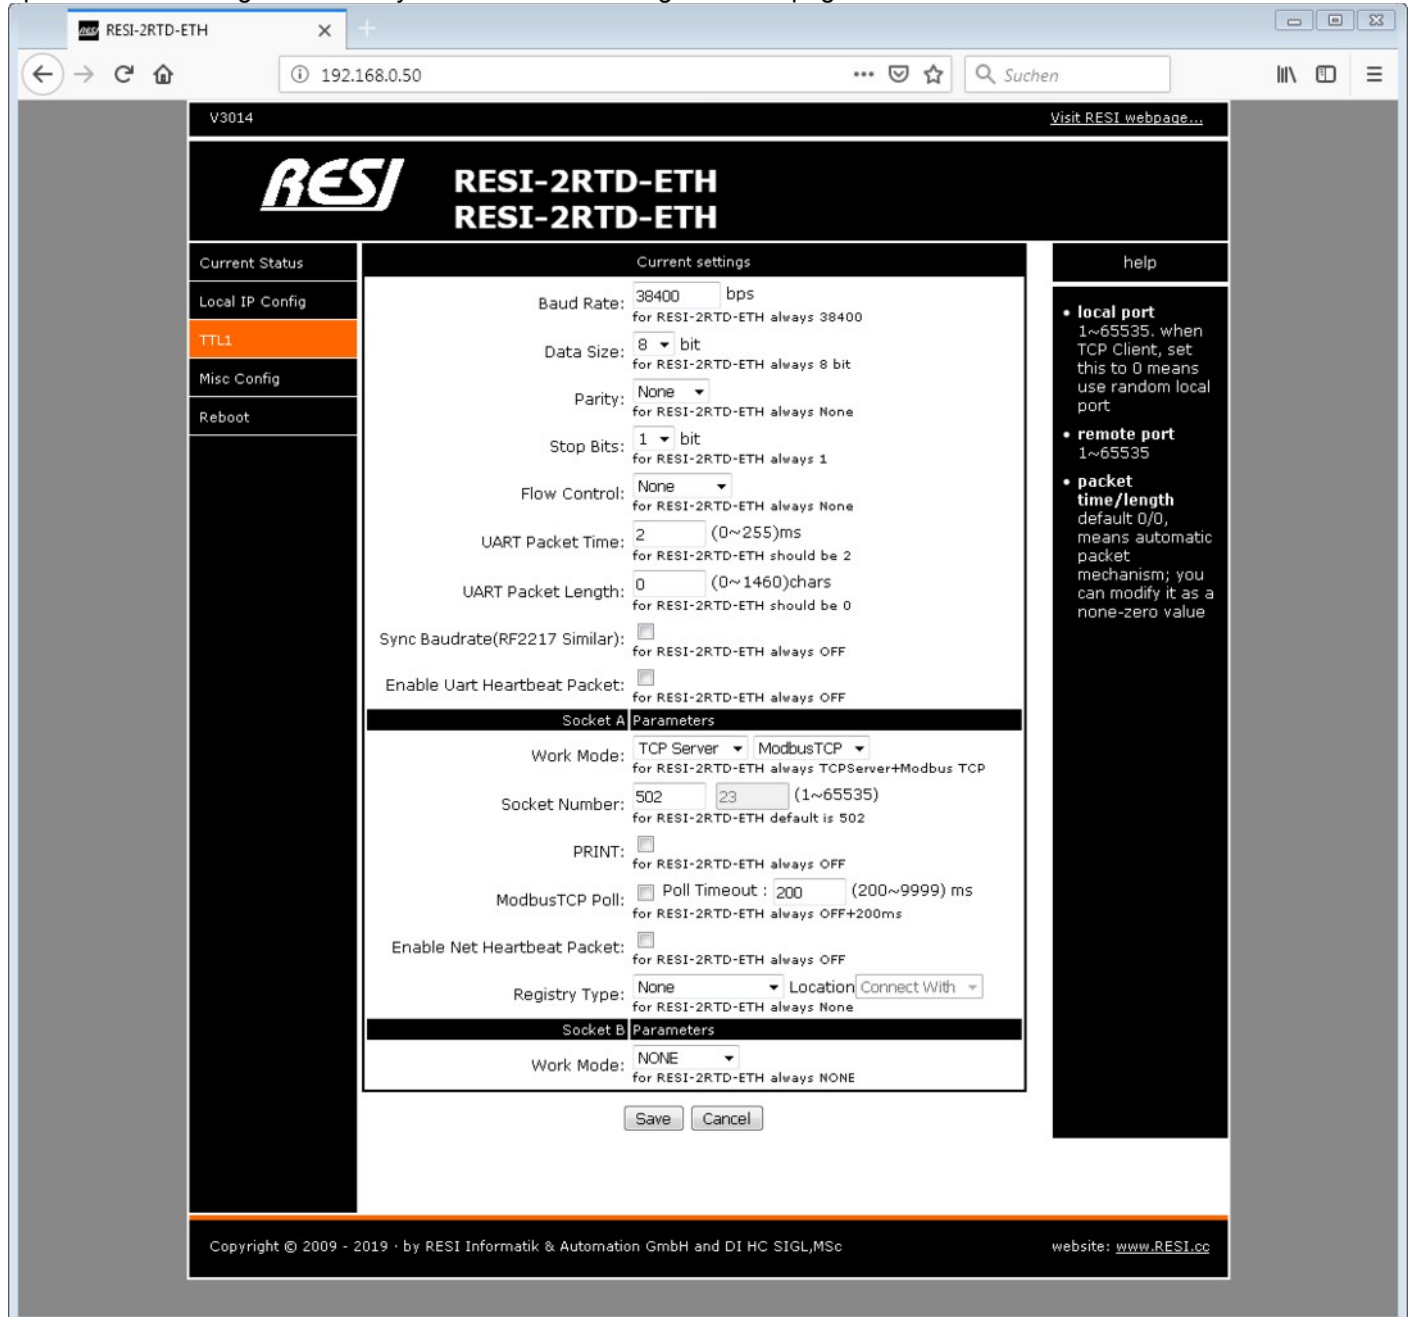 RESI-2RTD-ETH
192.168.0.50
Suchen
V3014
Visit RESI webpage...
RESI
RESI-2RTD-ETH
RESI-2RTD-ETH
Current Status
Local IP Config
TTL1
Misc Config
Reboot
Current settings
Baud Rate: 38400 bps
for RESI-2RTD-ETH always 38400
Data Size: 8 bit
for RESI-2RTD-ETH always 8 bit
Parity: None
for RESI-2RTD-ETH always None
Stop Bits: 1 bit
for RESI-2RTD-ETH always 1
Flow Control: None
for RESI-2RTD-ETH always None
UART Packet Time: 2 (0~255)ms
for RESI-2RTD-ETH should be 2
UART Packet Length: 0 (0~1460)chars
for RESI-2RTD-ETH should be 0
Sync Baudrate(RF2217 Similar):
for RESI-2RTD-ETH always OFF
Enable Uart Heartbeat Packet:
for RESI-2RTD-ETH always OFF
Socket A Parameters
Work Mode: TCP Server ModbusTCP
for RESI-2RTD-ETH always TCPServer+Modbus TCP
Socket Number: 502 23 (1~65535)
for RESI-2RTD-ETH default is 502
PRINT:
for RESI-2RTD-ETH always OFF
ModbusTCP Poll: Poll Timeout : 200 (200~9999) ms
for RESI-2RTD-ETH always OFF+200ms
Enable Net Heartbeat Packet:
for RESI-2RTD-ETH always OFF
Registry Type: None Location Connect With
for RESI-2RTD-ETH always None
Socket B Parameters
Work Mode: NONE
for RESI-2RTD-ETH always NONE
Save Cancel
help
• local port
1~65535. when
TCP Client, set
this to 0 means
use random local
port
• remote port
1~65535
• packet
time/length
default 0/0,
means automatic
packet
mechanism; you
can modify it as a
none-zero value
Copyright © 2009 - 2019 · by RESI Informatik & Automation GmbH and DI HC SIGL,MSc
website: www.RESI.cc